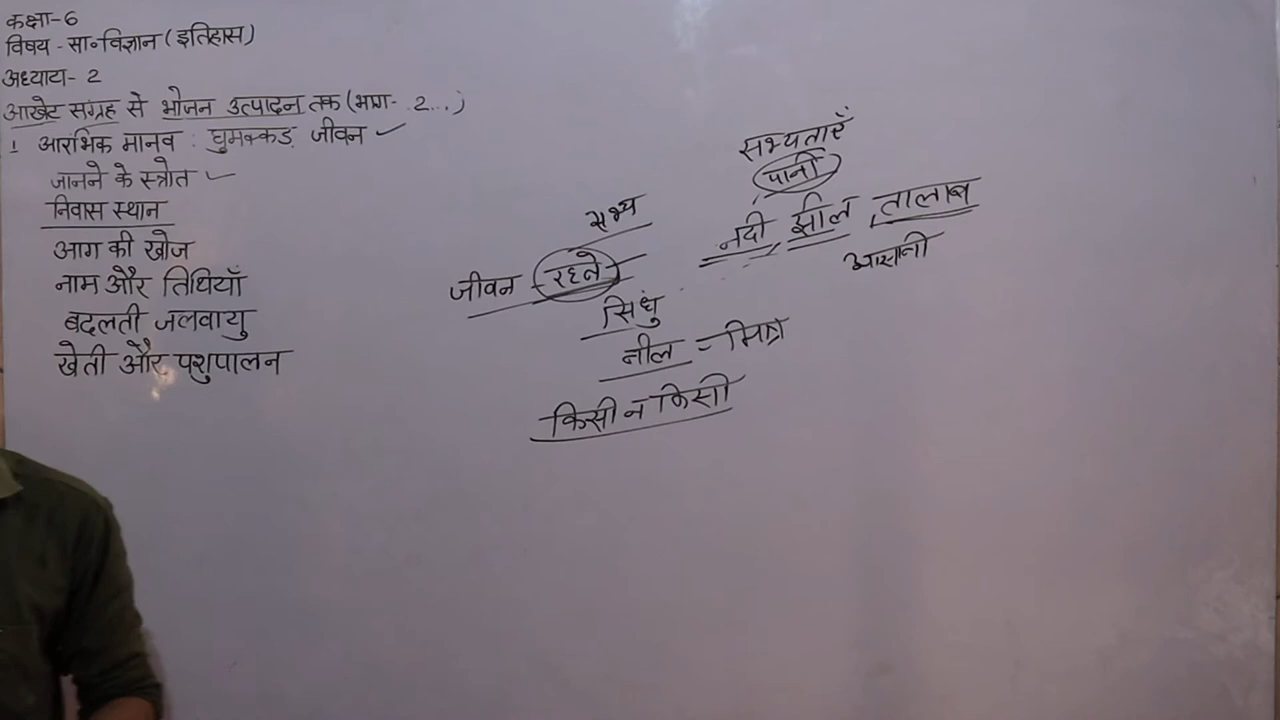 कक्षा-6
विषय - सा॰विज्ञान (इतिहास)
अध्याय- 2
आखेट संग्रह से भोजन उत्पादन तक (भाग- 2...)
1 आरंभिक मानव : घुमक्कड़ जीवन ✓
जानने के स्त्रोत ✓
निवास स्थान
आग की खोज
नाम और तिथियाँ
बदलती जलवायु
खेती और पशुपालन
सभ्यताएँ
पानी
नदी, झील, तालाब
आसानी
सभ्य
जीवन - रहने
सिंधु
नील - मिस्र
किसी न किसी